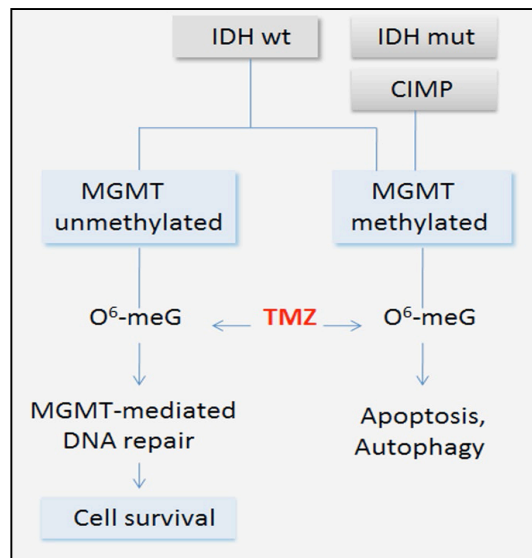 IDH wt
IDH mut
CIMP
MGMT
unmethylated
MGMT
methylated
O⁶-meG
TMZ
O⁶-meG
MGMT-mediated
DNA repair
Apoptosis,
Autophagy
Cell survival